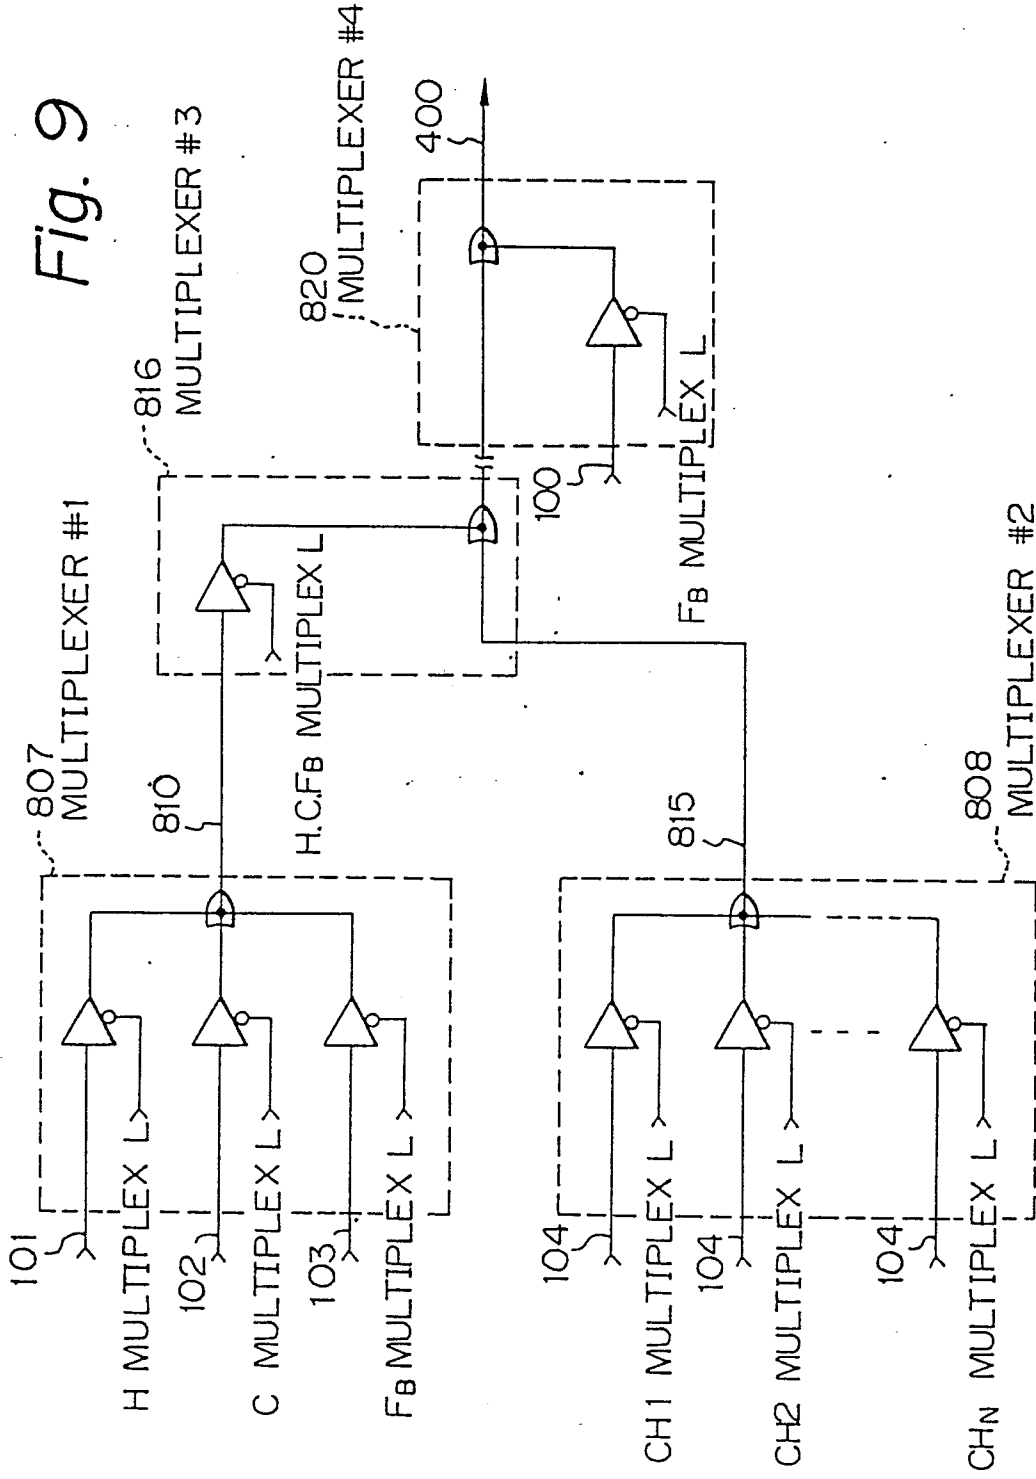 Fig. 9
807
MULTIPLEXER #1
816
MULTIPLEXER #3
820
MULTIPLEXER #4
101
H MULTIPLEX L
102
C MULTIPLEX L
103
FB MULTIPLEX L
810
H.C.FB MULTIPLEX L
100
FB MULTIPLEX L
400
104
CH1 MULTIPLEX L
104
CH2 MULTIPLEX L
104
CHN MULTIPLEX L
815
808
MULTIPLEXER #2